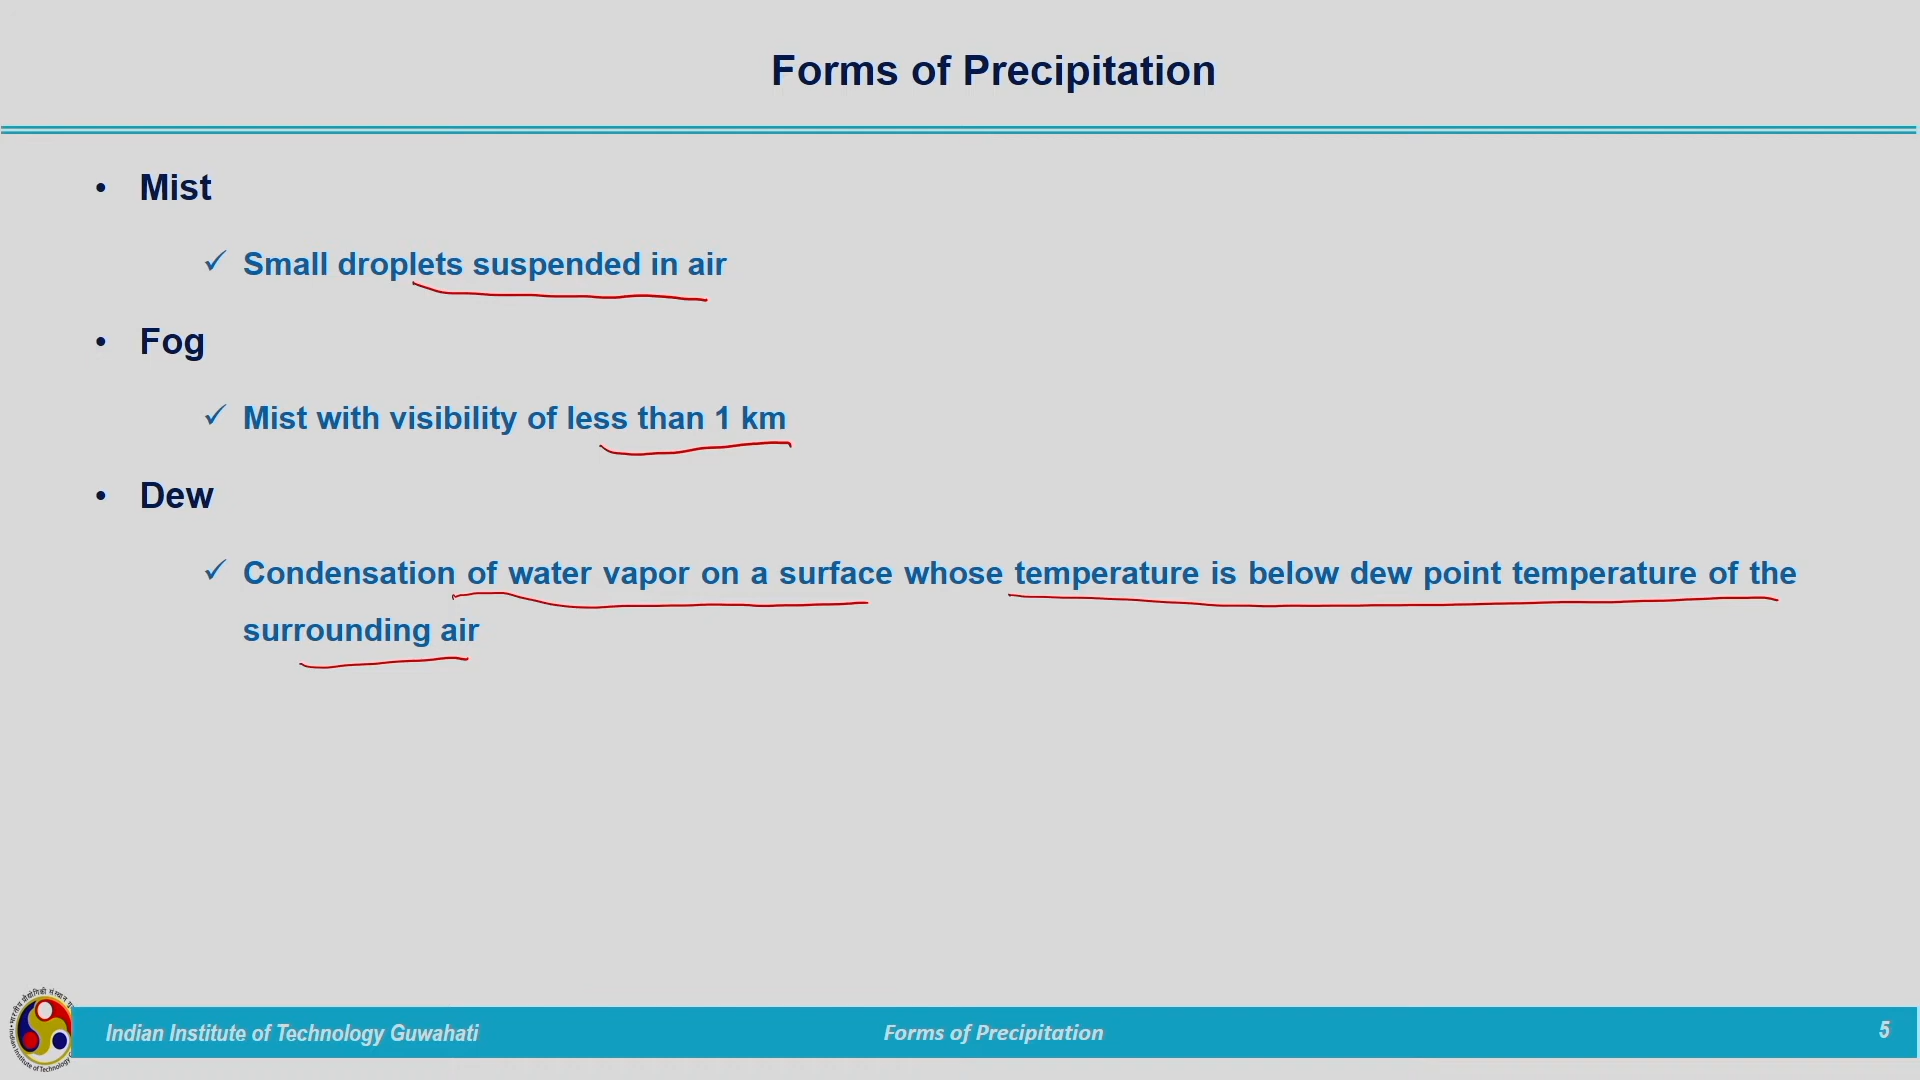 Forms of Precipitation
• Mist
✓ Small droplets suspended in air
• Fog
✓ Mist with visibility of less than 1 km
• Dew
✓ Condensation of water vapor on a surface whose temperature is below dew point temperature of the
surrounding air
Indian Institute of Technology Guwahati
Forms of Precipitation
5